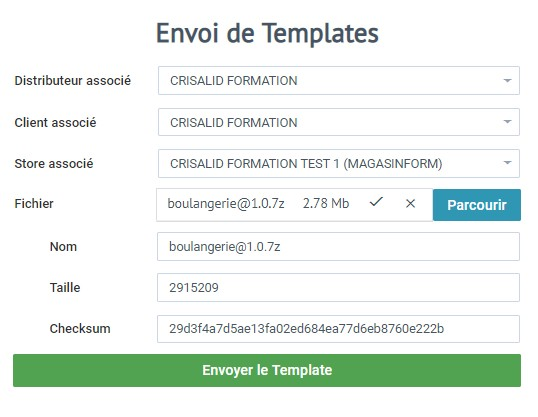 Envoi de Templates
Distributeur associé CRISALID FORMATION
Client associé CRISALID FORMATION
Store associé CRISALID FORMATION TEST 1 (MAGASINFORM)
Fichier boulangerie@1.0.7z 2.78 Mb Parcourir
Nom boulangerie@1.0.7z
Taille 2915209
Checksum 29d3f4a7d5ae13fa02ed684ea77d6eb8760e222b
Envoyer le Template